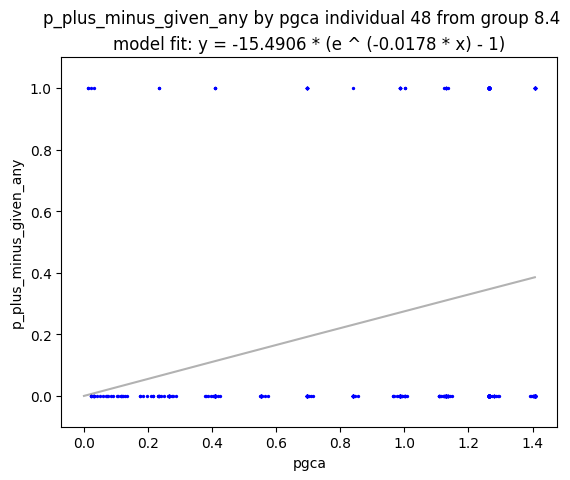 p_plus_minus_given_any by pgca individual 48 from group 8.4
model fit: y = -15.4906 * (e ^ (-0.0178 * x) - 1)
1.0
0.8
0.6
0.4
0.2
0.0
p_plus_minus_given_any
0.0 0.2 0.4 0.6 0.8 1.0 1.2 1.4
pgca